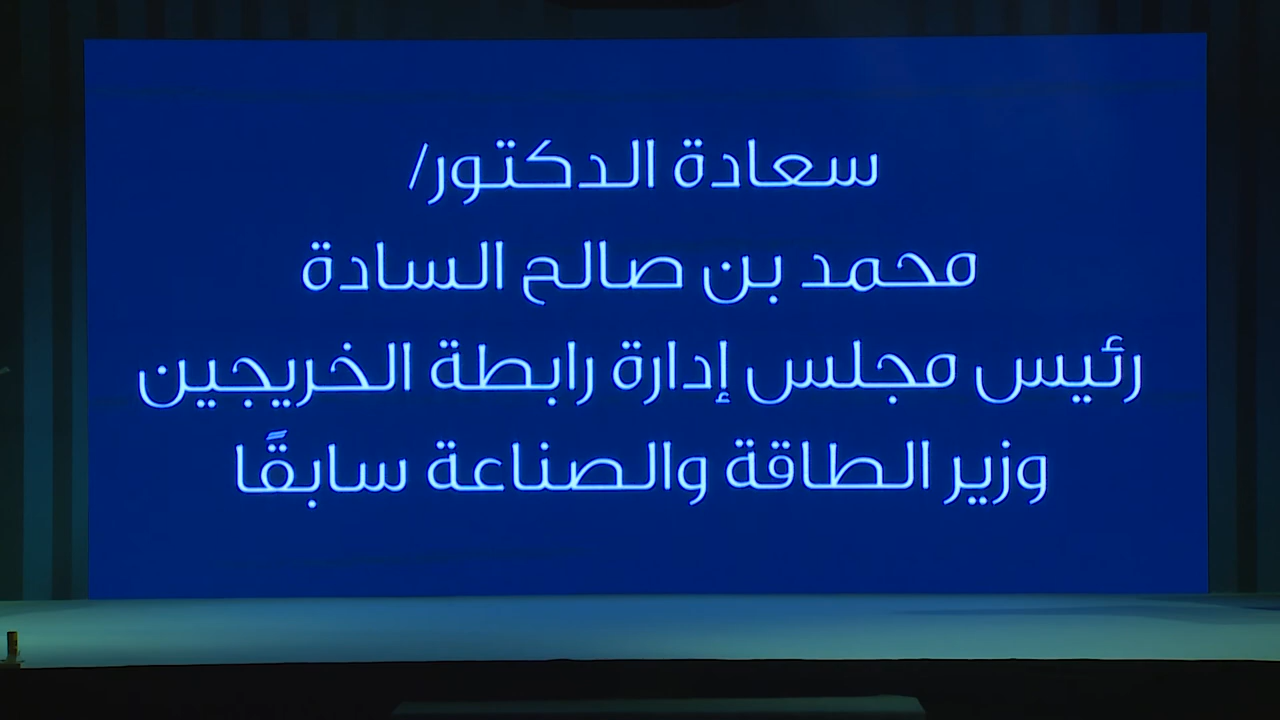 سعادة الدكتور/
محمد بن صالح السادة
رئيس مجلس إدارة رابطة الخريجين
وزير الطاقة والصناعة سابقًا